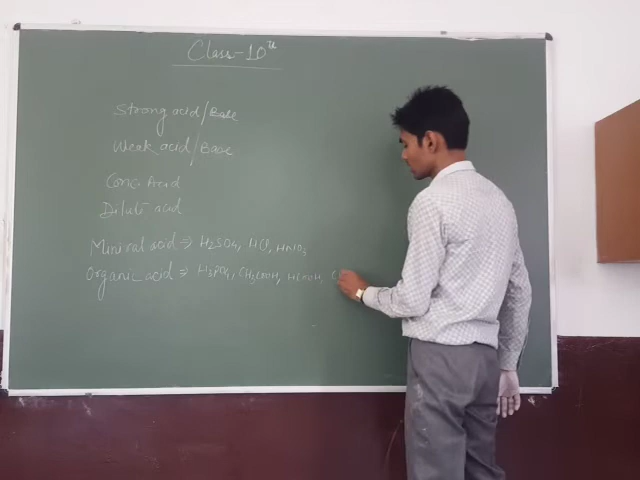 Class-10th
Strong acid/Base
Weak acid/Base
Conc Acid
Dilute acid
Miniral acid ⇒ H2SO4, HCl, HNO3
Organic acid ⇒ H3PO4, CH3COOH, HCOOH, C